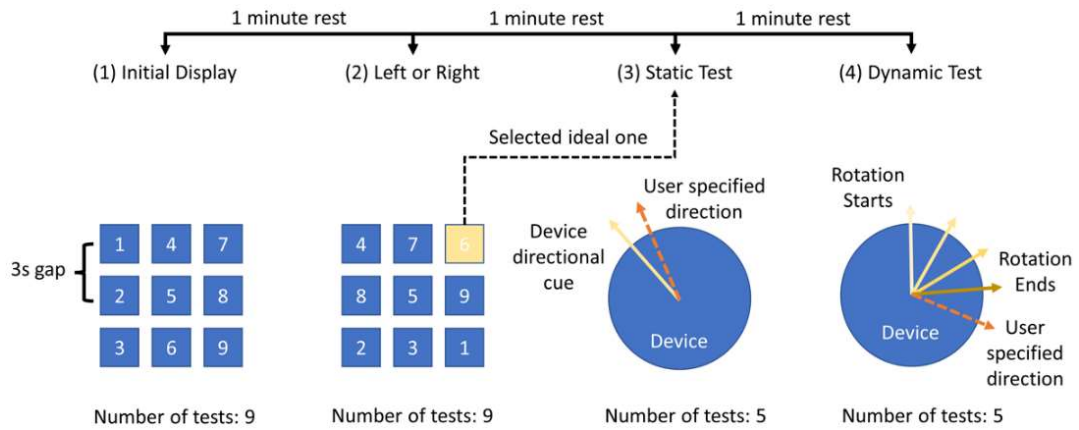 1 minute rest
1 minute rest
1 minute rest
(1) Initial Display
(2) Left or Right
(3) Static Test
(4) Dynamic Test
Selected ideal one
3s gap
1 4 7
2 5 8
3 6 9
4 7 6
8 5 9
2 3 1
User specified
direction
Device
directional
cue
Device
Rotation
Starts
Rotation
Ends
Device
User
specified
direction
Number of tests: 9
Number of tests: 9
Number of tests: 5
Number of tests: 5